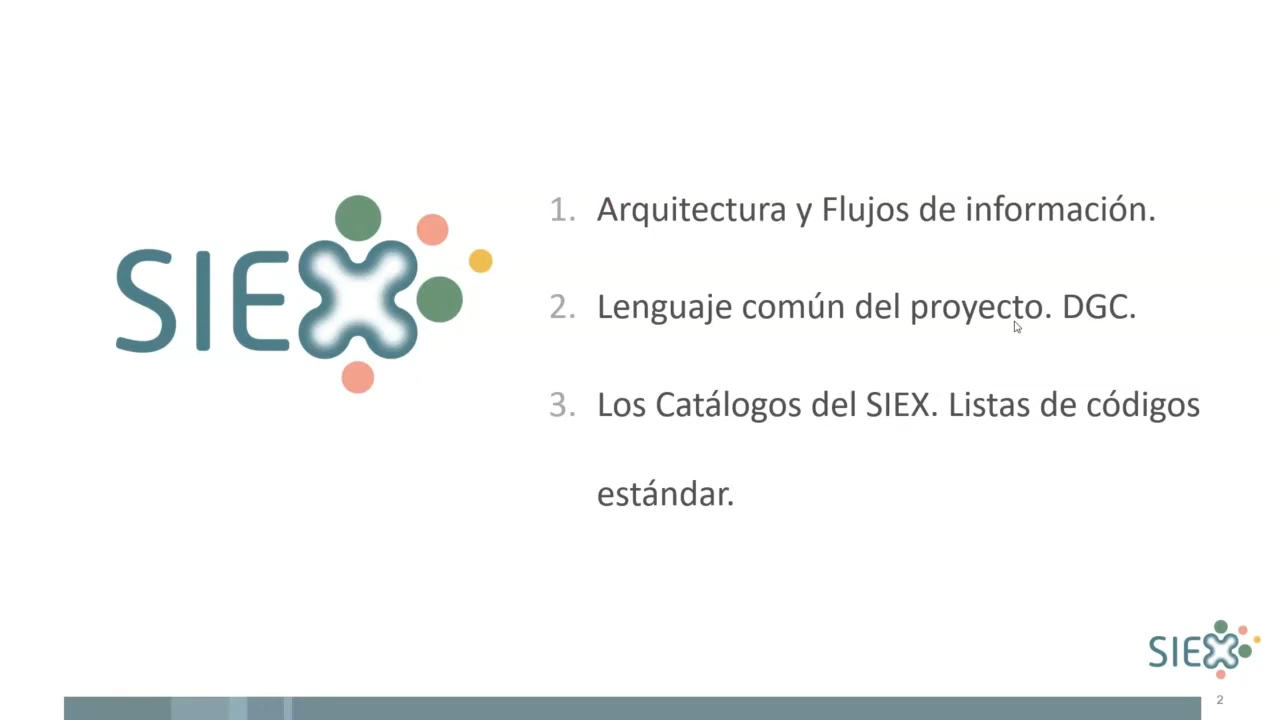 SIEX
1. Arquitectura y Flujos de información.
2. Lenguaje común del proyecto. DGC.
3. Los Catálogos del SIEX. Listas de códigos
estándar.
SIEX
2